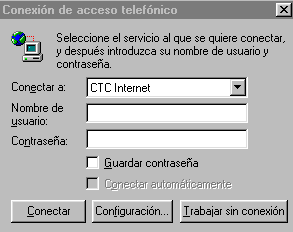 Conexión de acceso telefónico
Seleccione el servicio al que se quiere conectar,
y después introduzca su nombre de usuario y
contraseña.
Conectar a:
CTC Internet
Nombre de
usuario:
Contraseña:
Guardar contraseña
Conectar automáticamente
Conectar
Configuración...
Trabajar sin conexión